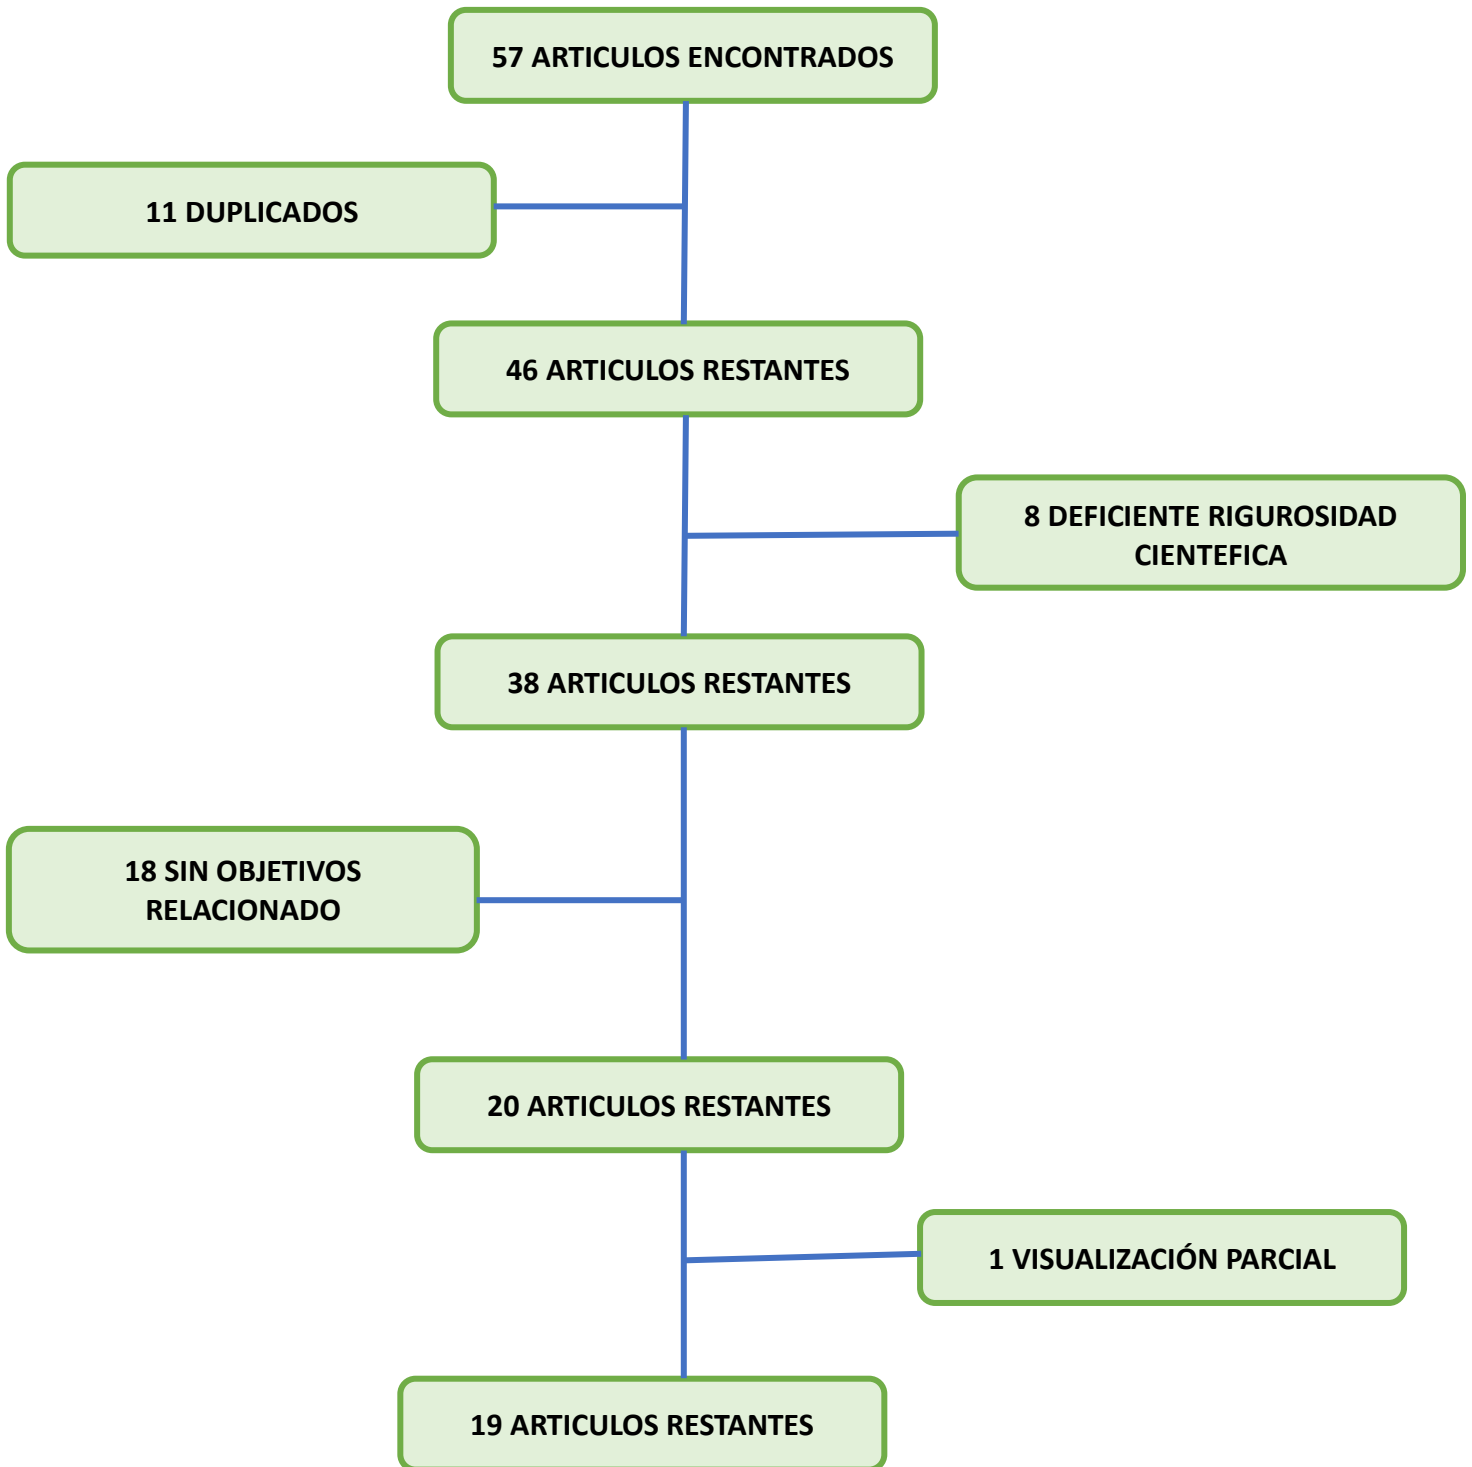 57 ARTICULOS ENCONTRADOS
11 DUPLICADOS
46 ARTICULOS RESTANTES
8 DEFICIENTE RIGUROSIDAD
CIENTEFICA
38 ARTICULOS RESTANTES
18 SIN OBJETIVOS
RELACIONADO
20 ARTICULOS RESTANTES
1 VISUALIZACIÓN PARCIAL
19 ARTICULOS RESTANTES